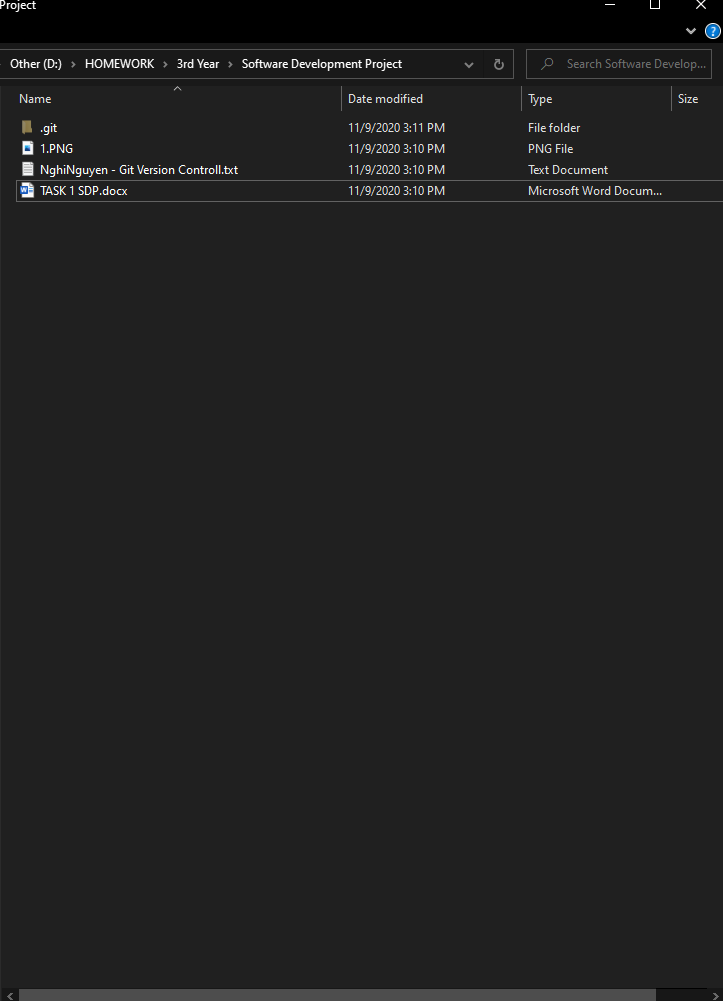 Project
Other (D:) > HOMEWORK > 3rd Year > Software Development Project
Search Software Develop...
Name Date modified Type Size
.git 11/9/2020 3:11 PM File folder
1.PNG 11/9/2020 3:10 PM PNG File
NghiNguyen - Git Version Controll.txt 11/9/2020 3:10 PM Text Document
TASK 1 SDP.docx 11/9/2020 3:10 PM Microsoft Word Docum...